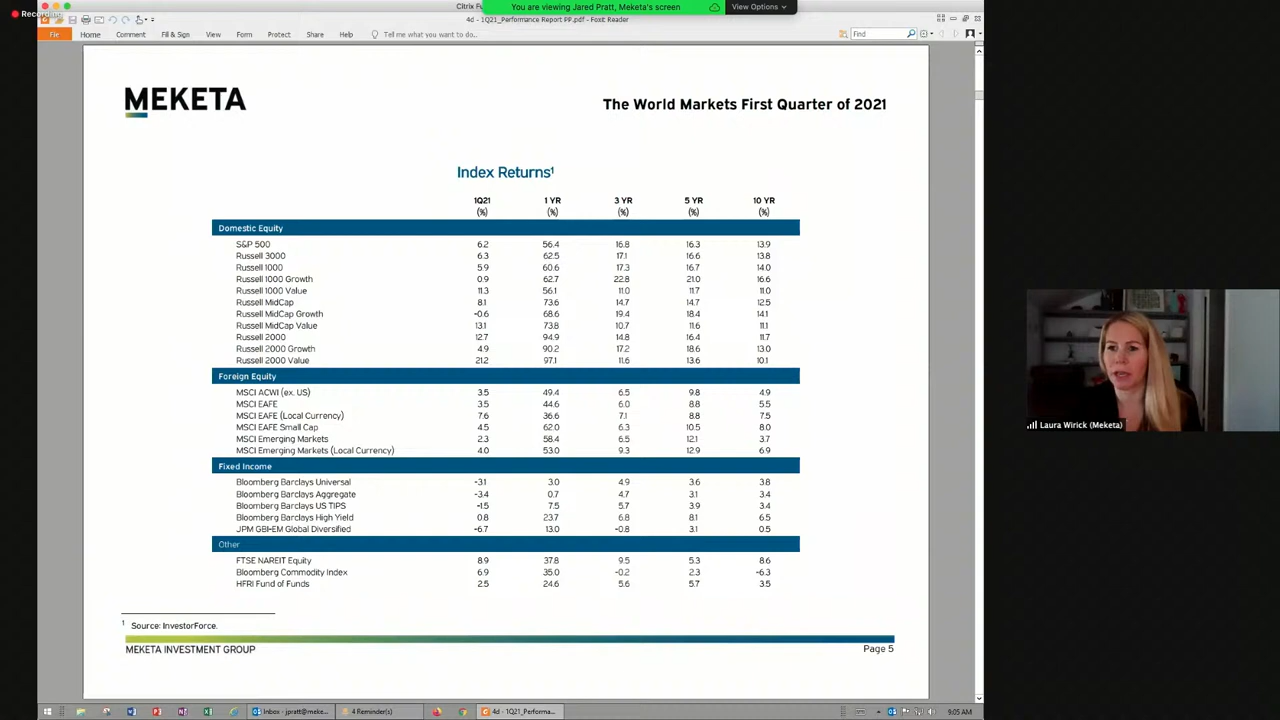 Recording
Citrix Fu
You are viewing Jared Pratt, Meketa's screen
View Options
4d - 1Q21_Performance Report PP.pdf - Foxit Reader
File Home Comment Fill & Sign View Form Protect Share Help Tell me what you want to do.. Find
MEKETA
The World Markets First Quarter of 2021
Index Returns¹
1Q21 1 YR 3 YR 5 YR 10 YR
(%) (%) (%) (%) (%)
Domestic Equity
S&P 500 6.2 56.4 16.8 16.3 13.9
Russell 3000 6.3 62.5 17.1 16.6 13.8
Russell 1000 5.9 60.6 17.3 16.7 14.0
Russell 1000 Growth 0.9 62.7 22.8 21.0 16.6
Russell 1000 Value 11.3 56.1 11.0 11.7 11.0
Russell MidCap 8.1 73.6 14.7 14.7 12.5
Russell MidCap Growth -0.6 68.6 19.4 18.4 14.1
Russell MidCap Value 13.1 73.8 10.7 11.6 11.1
Russell 2000 12.7 94.9 14.8 16.4 11.7
Russell 2000 Growth 4.9 90.2 17.2 18.6 13.0
Russell 2000 Value 21.2 97.1 11.6 13.6 10.1
Foreign Equity
MSCI ACWI (ex. US) 3.5 49.4 6.5 9.8 4.9
MSCI EAFE 3.5 44.6 6.0 8.8 5.5
MSCI EAFE (Local Currency) 7.6 36.6 7.1 8.8 7.5
MSCI EAFE Small Cap 4.5 62.0 6.3 10.5 8.0
MSCI Emerging Markets 2.3 58.4 6.5 12.1 3.7
MSCI Emerging Markets (Local Currency) 4.0 53.0 9.3 12.9 6.9
Fixed Income
Bloomberg Barclays Universal -3.1 3.0 4.9 3.6 3.8
Bloomberg Barclays Aggregate -3.4 0.7 4.7 3.1 3.4
Bloomberg Barclays US TIPS -1.5 7.5 5.7 3.9 3.4
Bloomberg Barclays High Yield 0.8 23.7 6.8 8.1 6.5
JPM GBI-EM Global Diversified -6.7 13.0 -0.8 3.1 0.5
Other
FTSE NAREIT Equity 8.9 37.8 9.5 5.3 8.6
Bloomberg Commodity Index 6.9 35.0 -0.2 2.3 -6.3
HFRI Fund of Funds 2.5 24.6 5.6 5.7 3.5
¹ Source: InvestorForce.
MEKETA INVESTMENT GROUP
Page 5
Laura Wirick (Meketa)
Inbox - jpratt@meke... 4 Reminder(s) 4d - 1Q21_Performa... 9:05 AM